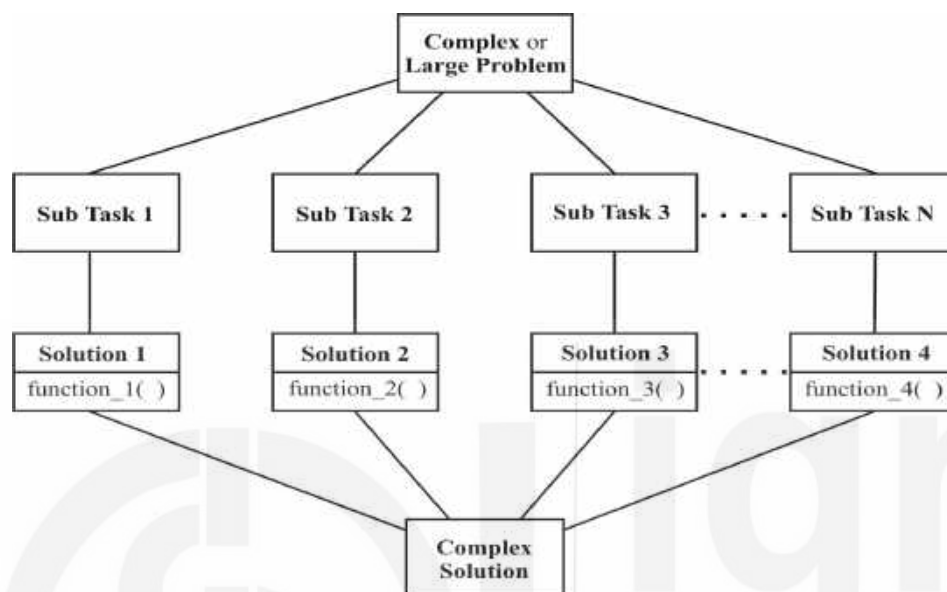 Complex or
Large Problem
Sub Task 1
Sub Task 2
Sub Task 3
Sub Task N
Solution 1
Solution 2
Solution 3
Solution 4
function_1( )
function_2( )
function_3( )
function_4( )
Complex
Solution